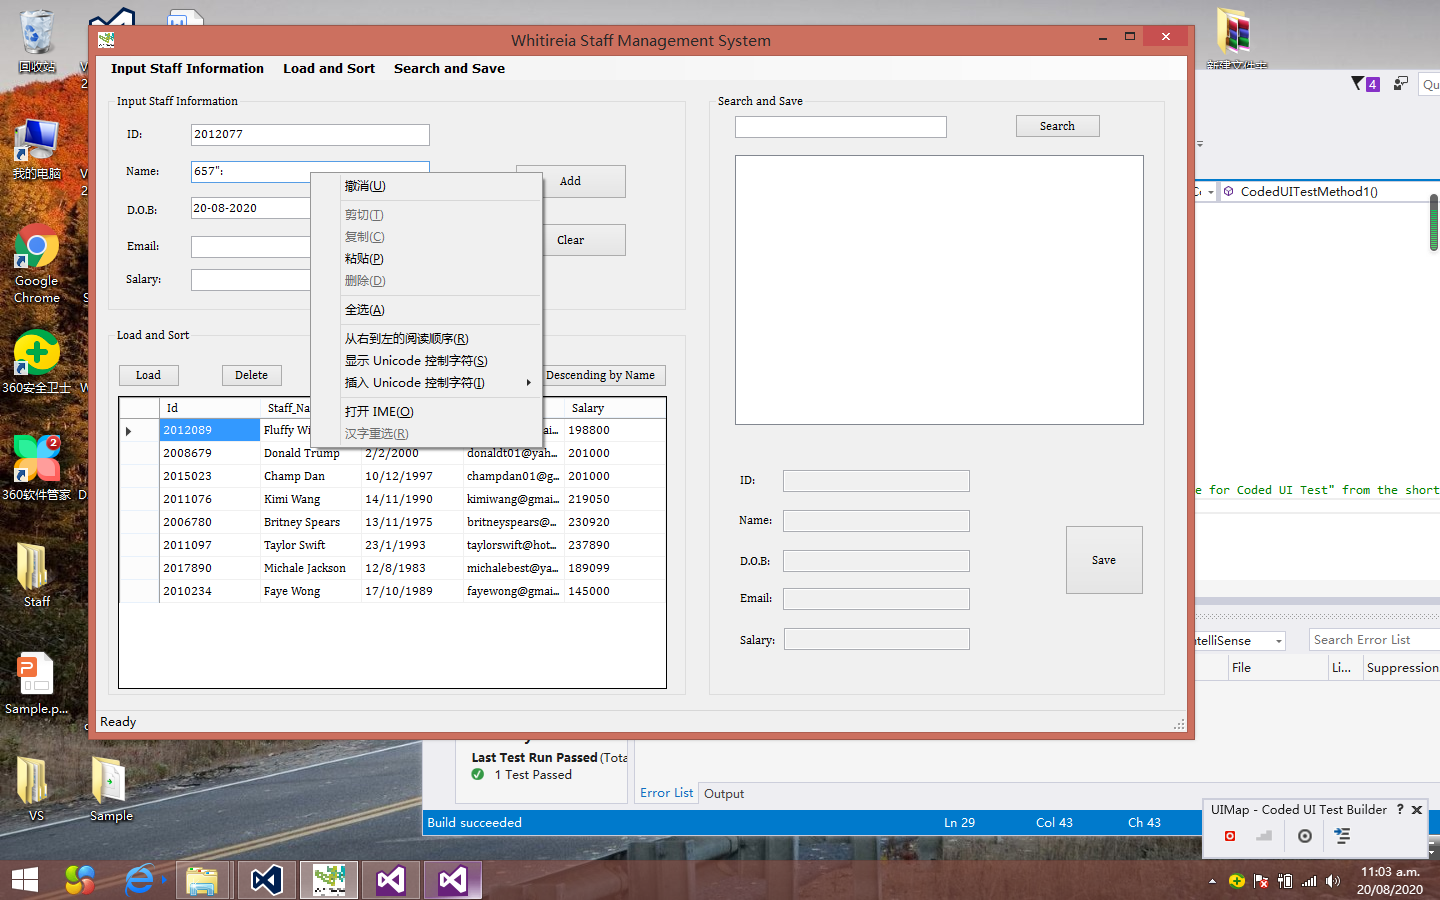 回收站
我的电脑
Google
Chrome
360安全卫士
2
360软件管家
Staff
Sample.p...
VS
Sample
新建文件夹
Whitireia Staff Management System
Input Staff Information
Load and Sort
Search and Save
Input Staff Information
ID:
2012077
Name:
657":
D.O.B:
20-08-2020
Email:
Salary:
Add
Clear
撤消(U)
剪切(T)
复制(C)
粘贴(P)
删除(D)
全选(A)
从右到左的阅读顺序(R)
显示 Unicode 控制字符(S)
插入 Unicode 控制字符(I)
打开 IME(O)
汉字重选(R)
Load and Sort
Load
Delete
Descending by Name
Id Staff_Na Salary
2012089 Fluffy Wi mai... 198800
2008679 Donald Trump 2/2/2000 donaldt01@yah... 201000
2015023 Champ Dan 10/12/1997 champdan01@g... 201000
2011076 Kimi Wang 14/11/1990 kimiwang@gmai... 219050
2006780 Britney Spears 13/11/1975 britneyspears@... 230920
2011097 Taylor Swift 23/1/1993 taylorswift@hot... 237890
2017890 Michale Jackson 12/8/1983 michalebest@ya... 189099
2010234 Faye Wong 17/10/1989 fayewong@gmai... 145000
Search and Save
Search
ID:
Name:
D.O.B:
Email:
Salary:
Save
Ready
4
Qu
CodedUITestMethod1()
e for Coded UI Test" from the short
ntelliSense
Search Error List
File
Li...
Suppression
Last Test Run Passed (Tota
1 Test Passed
Error List
Output
Build succeeded
Ln 29
Col 43
Ch 43
UIMap - Coded UI Test Builder
?
11:03 a.m.
20/08/2020